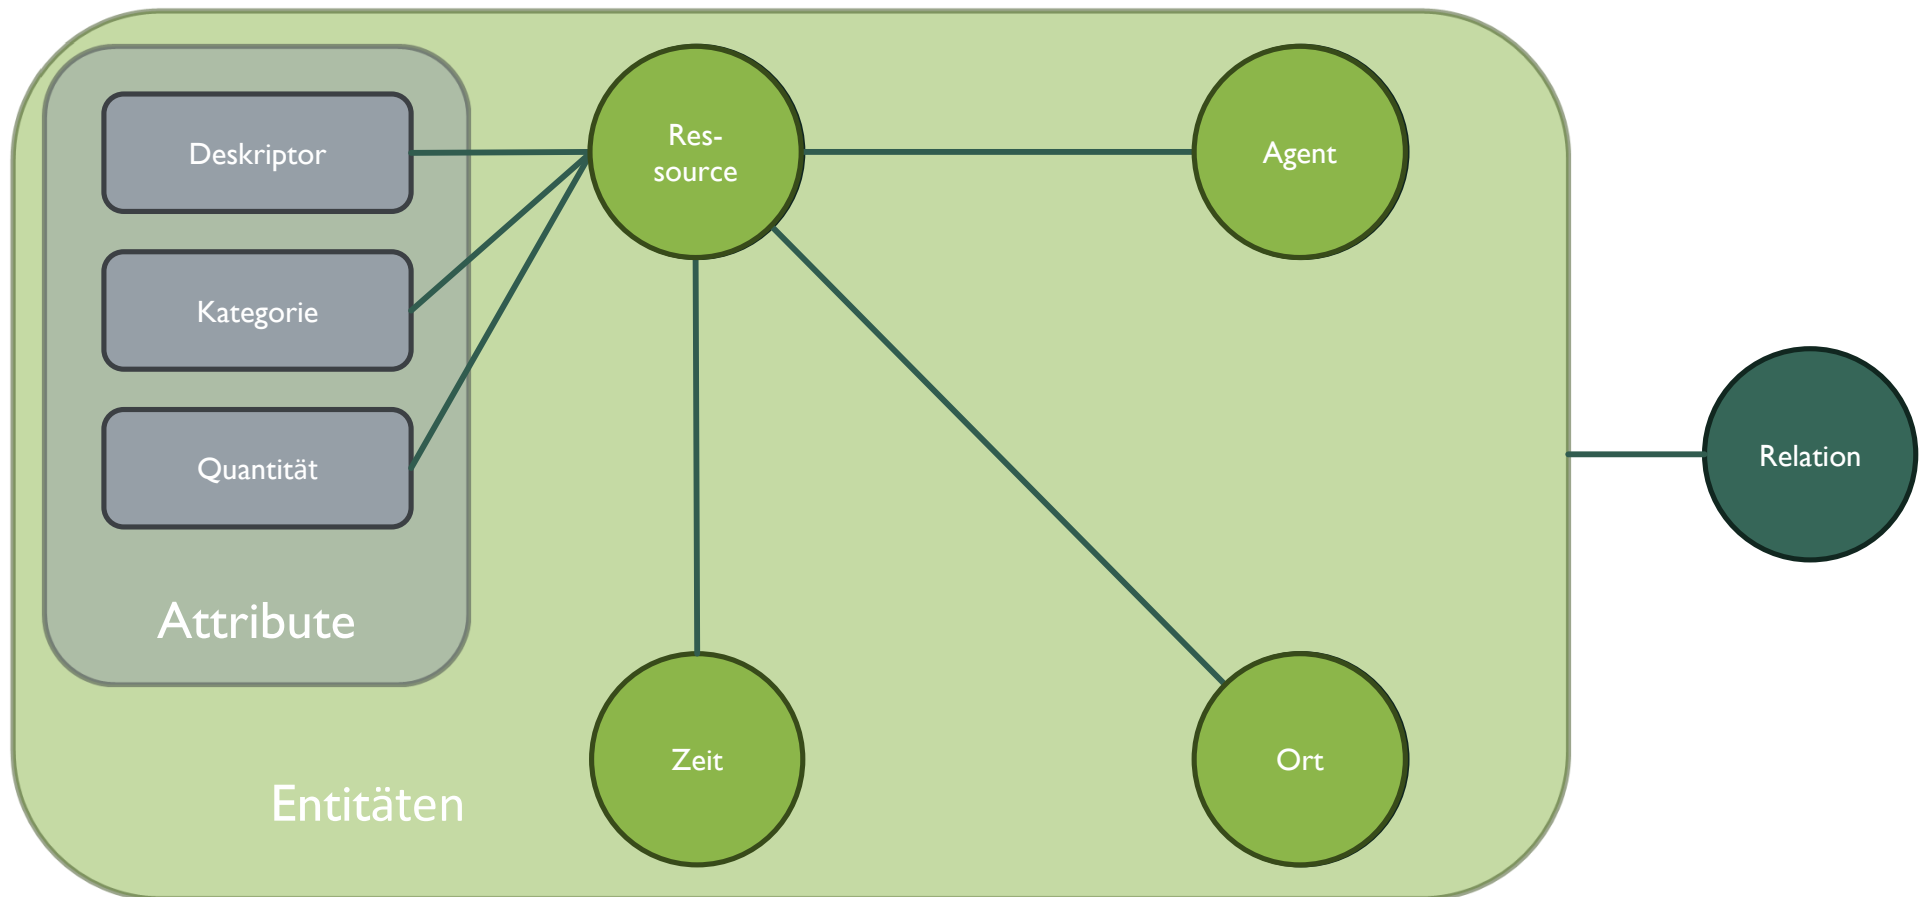 Deskriptor
Kategorie
Quantität
Attribute
Entitäten
Res-
source
Agent
Zeit
Ort
Relation